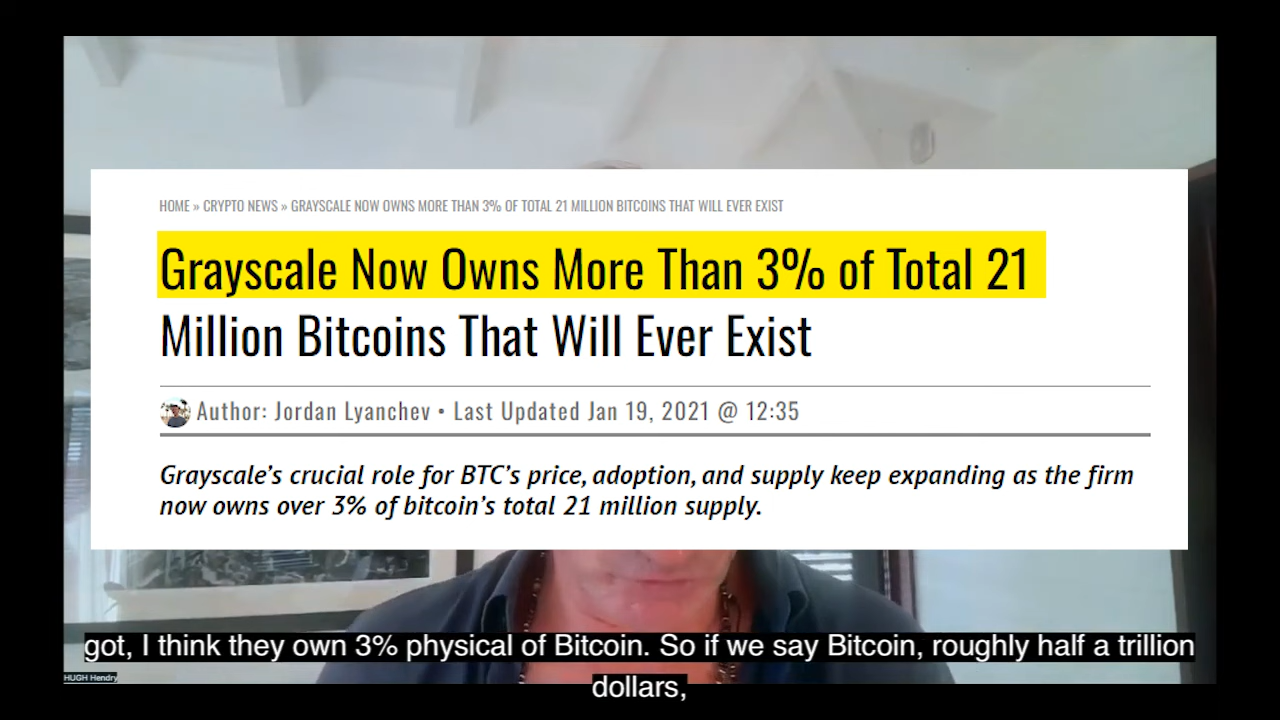 HOME » CRYPTO NEWS » GRAYSCALE NOW OWNS MORE THAN 3% OF TOTAL 21 MILLION BITCOINS THAT WILL EVER EXIST
Grayscale Now Owns More Than 3% of Total 21
Million Bitcoins That Will Ever Exist
Author: Jordan Lyanchev • Last Updated Jan 19, 2021 @ 12:35
Grayscale’s crucial role for BTC’s price, adoption, and supply keep expanding as the firm
now owns over 3% of bitcoin’s total 21 million supply.
got, I think they own 3% physical of Bitcoin. So if we say Bitcoin, roughly half a trillion
dollars,
HUGH Hendry